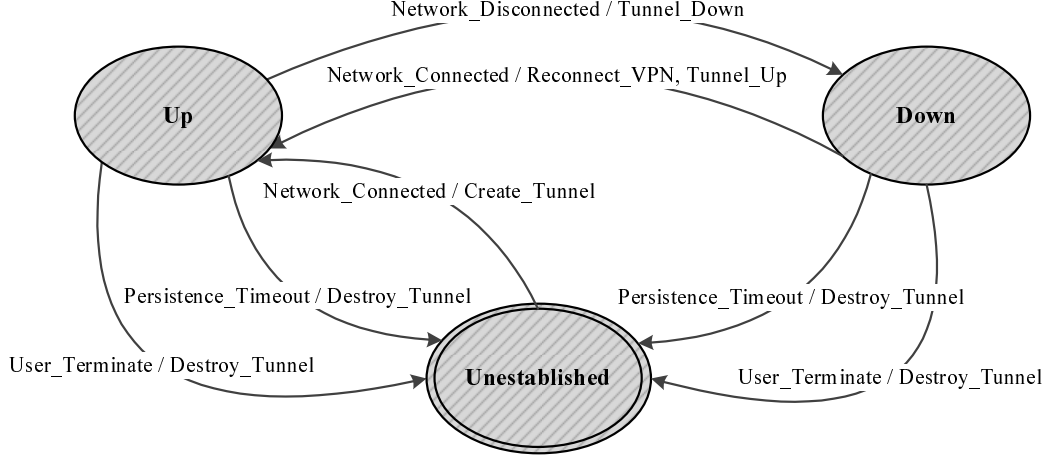 Network_Disconnected / Tunnel_Down
Network_Connected / Reconnect_VPN, Tunnel_Up
Up
Down
Network_Connected / Create_Tunnel
Persistence_Timeout / Destroy_Tunnel
Persistence_Timeout / Destroy_Tunnel
User_Terminate / Destroy_Tunnel
Unestablished
User_Terminate / Destroy_Tunnel